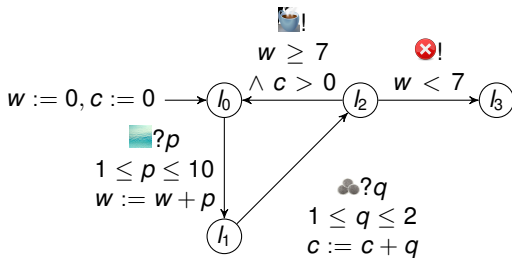 !
w ≥ 7
∧ c > 0
!
w < 7
w := 0, c := 0
l₀
l₂
l₃
?p
1 ≤ p ≤ 10
w := w + p
?q
1 ≤ q ≤ 2
c := c + q
l₁